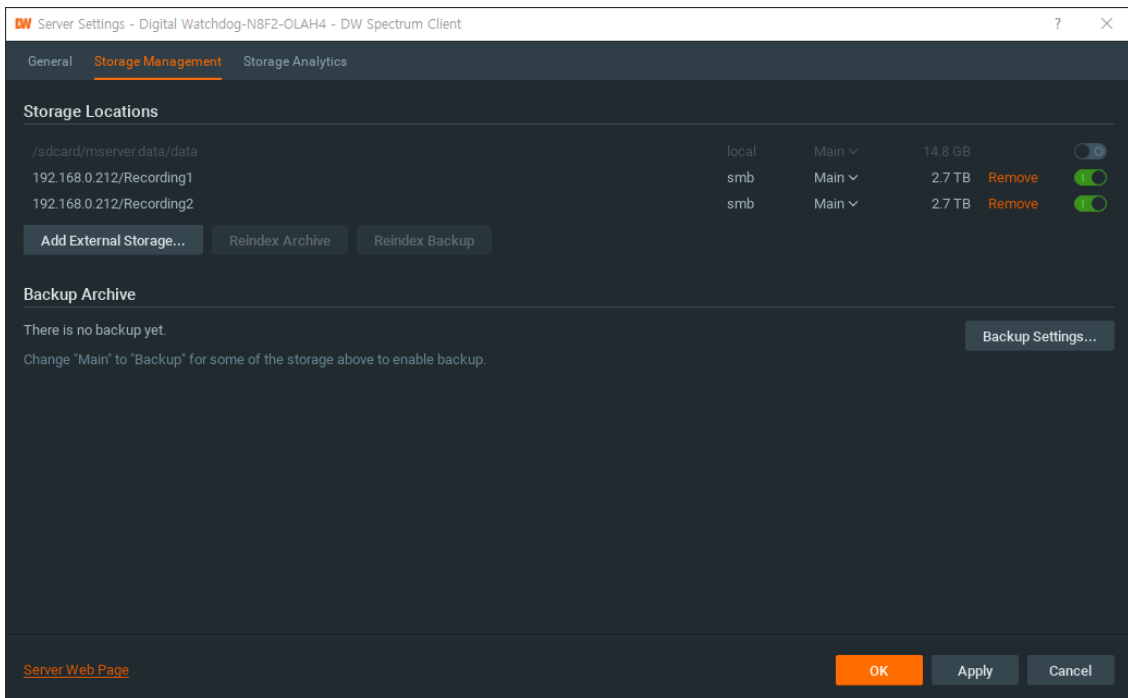 DW Server Settings - Digital Watchdog-N8F2-OLAH4 - DW Spectrum Client ?
General Storage Management Storage Analytics
Storage Locations
/sdcard/mserver.data/data local Main 14.8 GB
192.168.0.212/Recording1 smb Main 2.7 TB Remove
192.168.0.212/Recording2 smb Main 2.7 TB Remove
Add External Storage... Reindex Archive Reindex Backup
Backup Archive
There is no backup yet. Backup Settings...
Change "Main" to "Backup" for some of the storage above to enable backup.
Server Web Page OK Apply Cancel